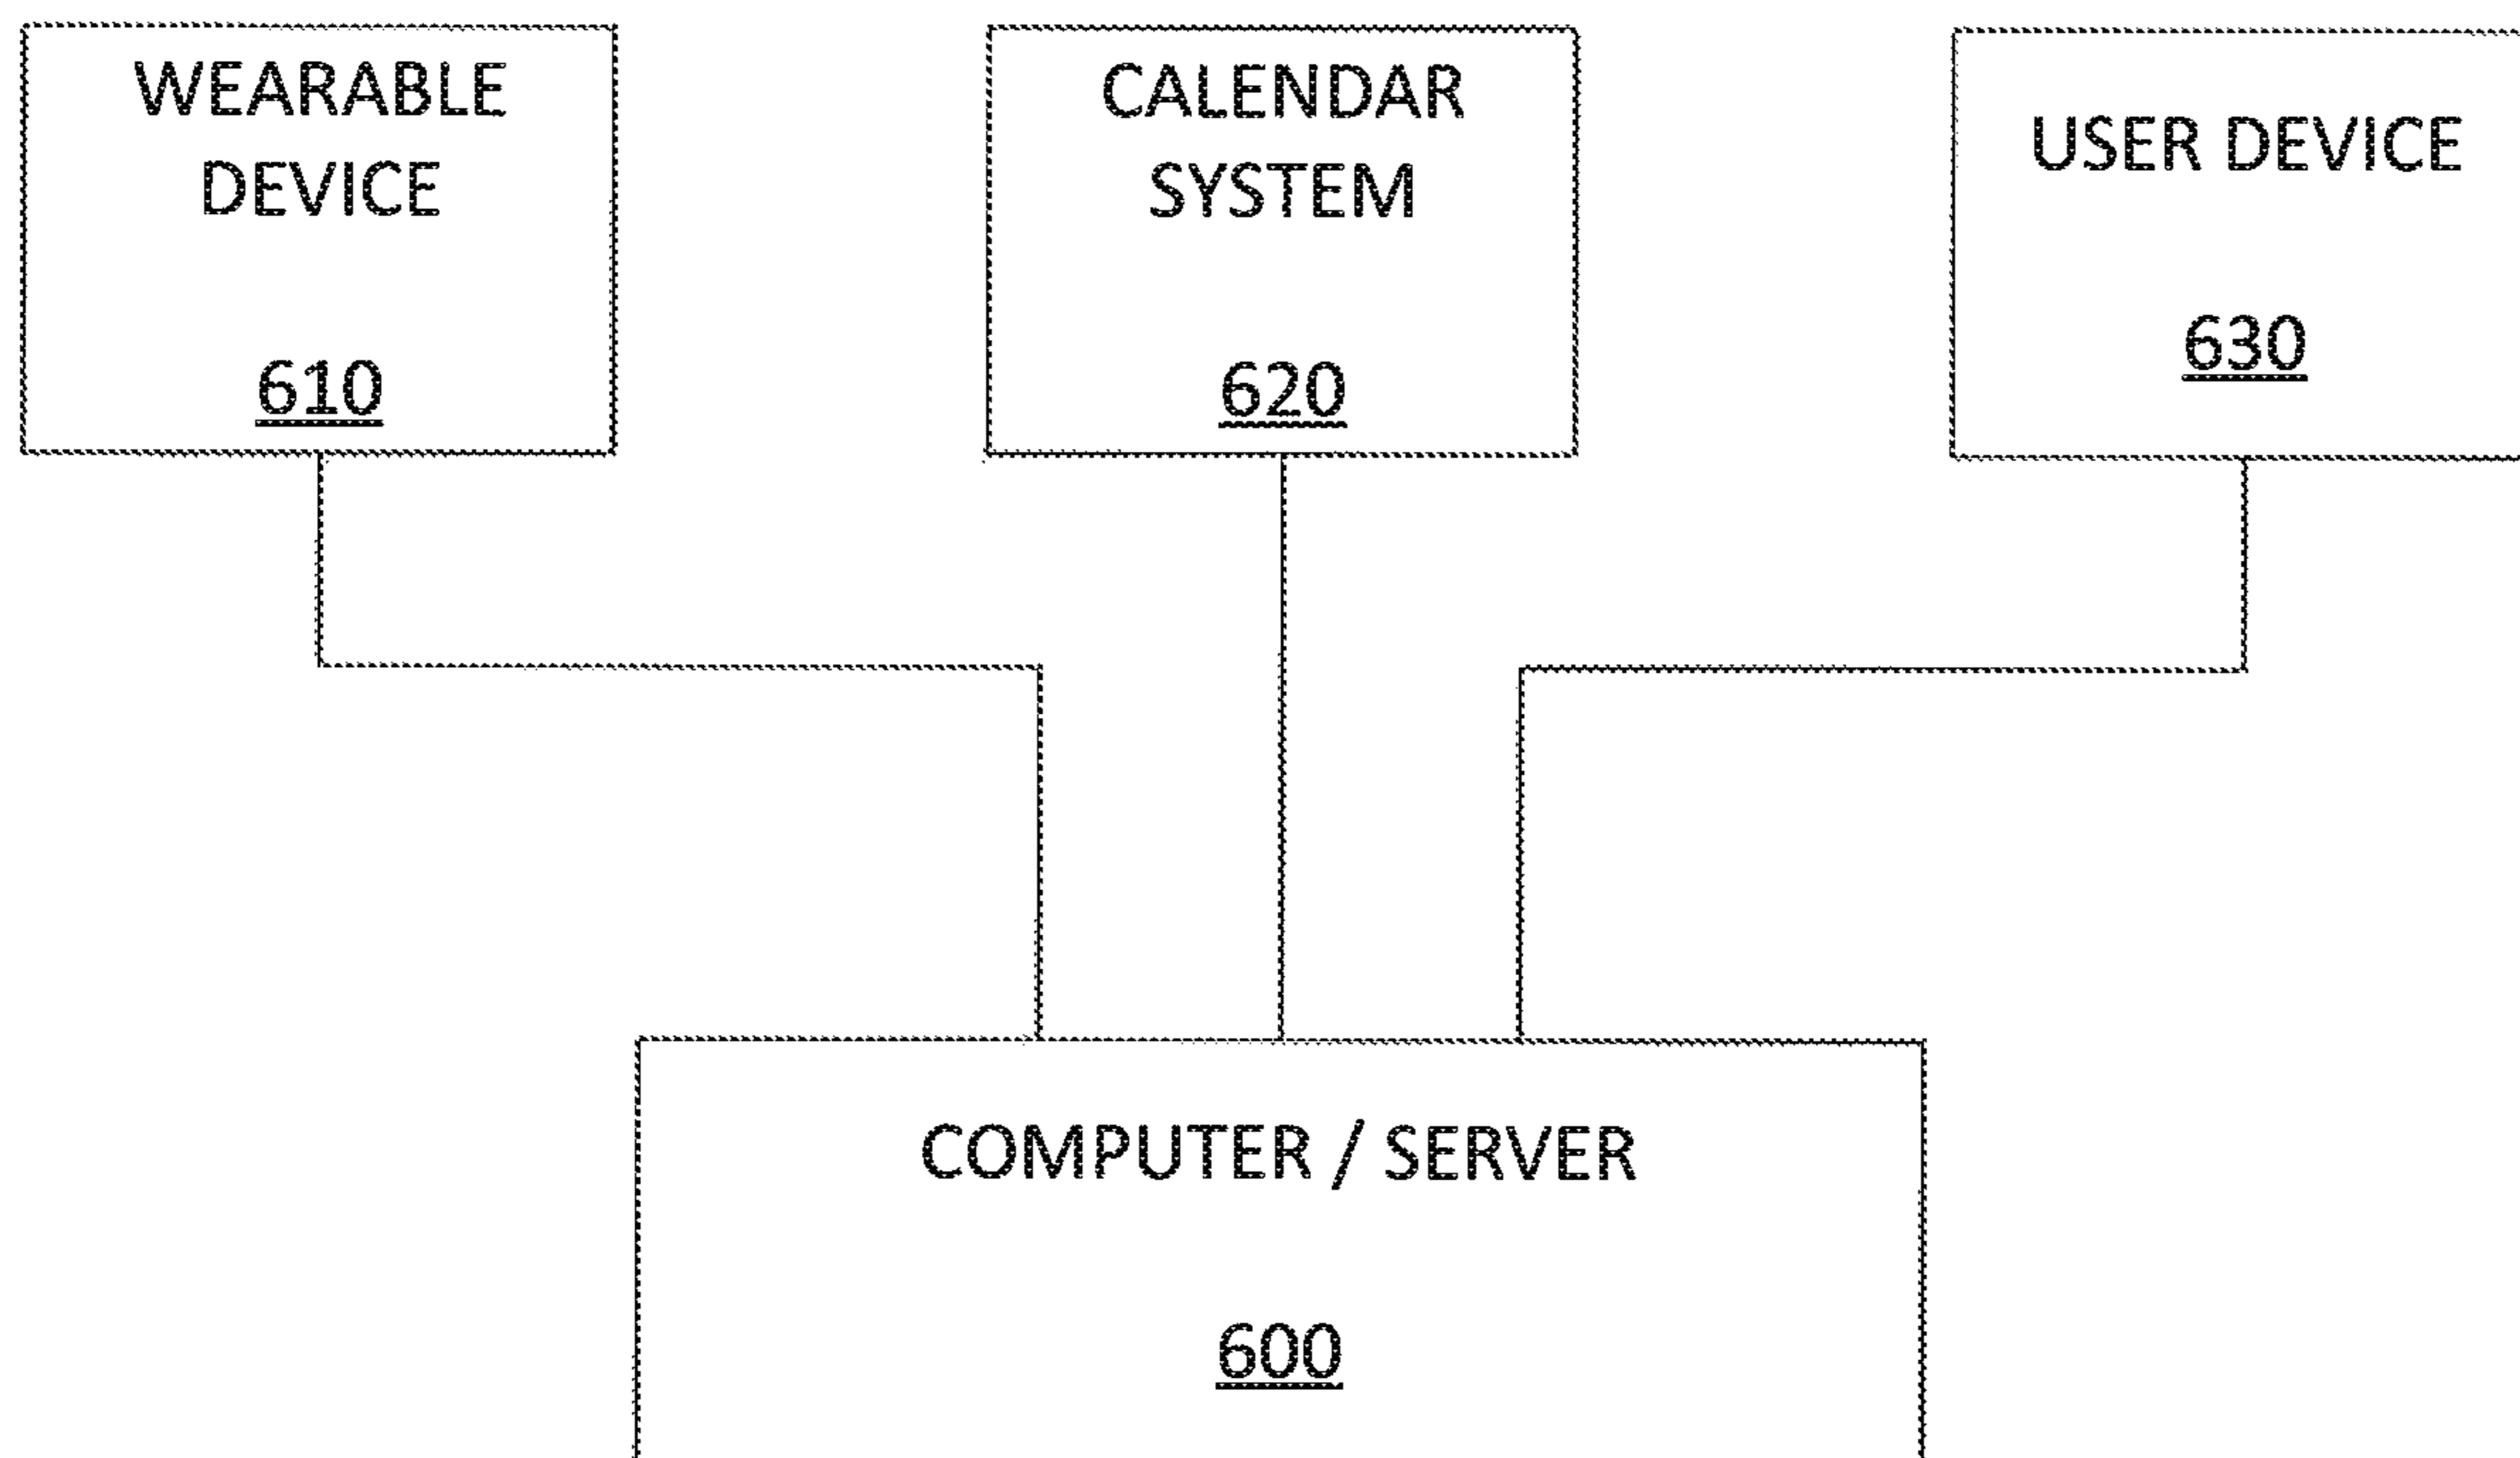 WEARABLE
DEVICE
610
CALENDAR
SYSTEM
620
USER DEVICE
630
COMPUTER / SERVER
600